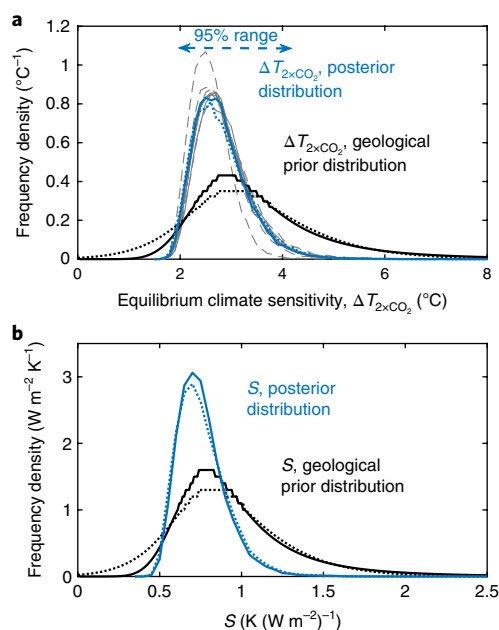 a
95% range
ΔT2×CO2, posterior
distribution
ΔT2×CO2, geological
prior distribution
Frequency density (°C−1)
1.2
1
0.8
0.6
0.4
0.2
0
0 2 4 6 8
Equilibrium climate sensitivity, ΔT2×CO2 (°C)
b
S, posterior
distribution
S, geological
prior distribution
Frequency density (W m−2 K−1)
3
2
1
0
0 0.5 1 1.5 2 2.5
S (K (W m−2)−1)